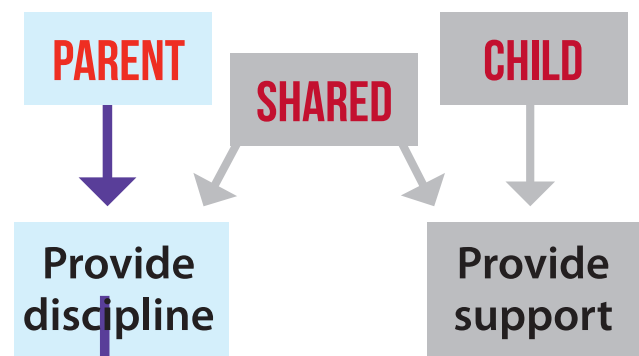 PARENT
SHARED
CHILD
Provide
discipline
Provide
support